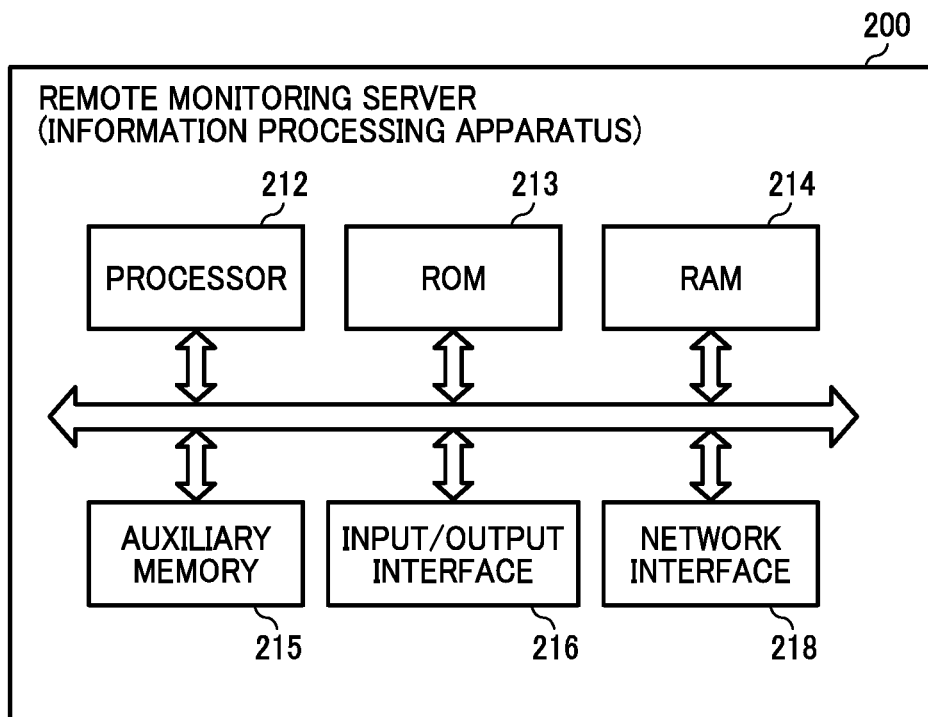 200
REMOTE MONITORING SERVER
(INFORMATION PROCESSING APPARATUS)
212
213
214
PROCESSOR
ROM
RAM
AUXILIARY
MEMORY
INPUT/OUTPUT
INTERFACE
NETWORK
INTERFACE
215
216
218